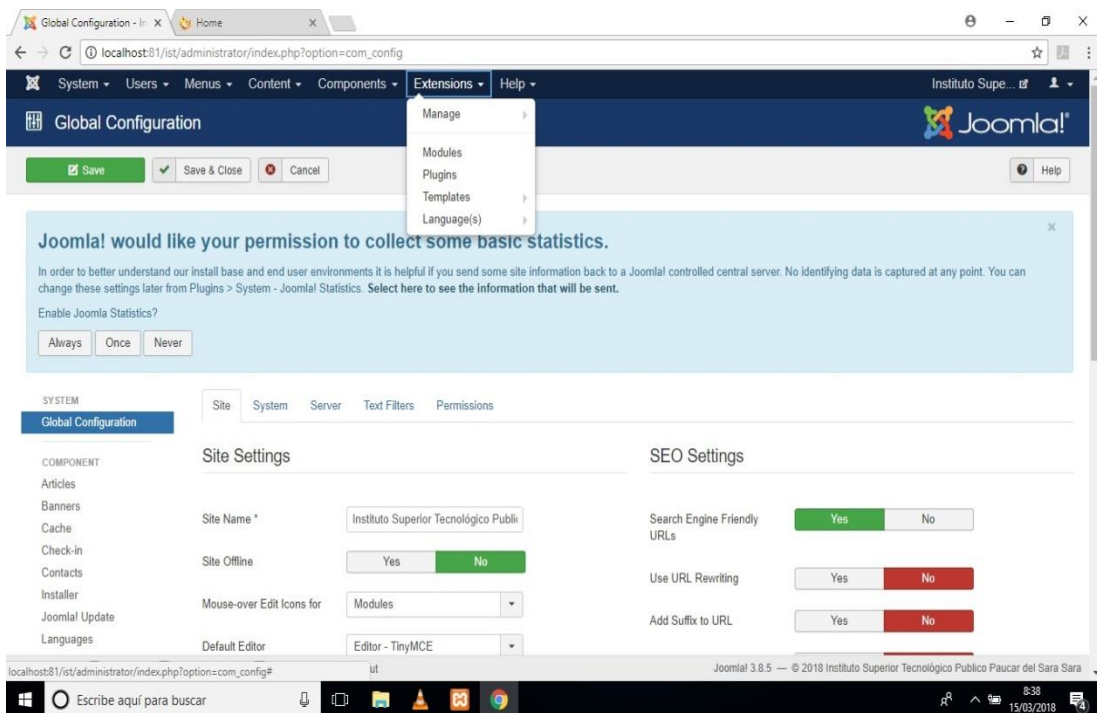 Global Configuration - In
Home
localhost:81/ist/administrator/index.php?option=com_config
System Users Menus Content Components Extensions Help Instituto Supe...
Global Configuration Joomla!®
Manage
Modules
Plugins
Templates
Language(s)
Save Save & Close Cancel Help
Joomla! would like your permission to collect some basic statistics.
In order to better understand our install base and end user environments it is helpful if you send some site information back to a Joomla! controlled central server. No identifying data is captured at any point. You can
change these settings later from Plugins > System - Joomla! Statistics. Select here to see the information that will be sent.
Enable Joomla Statistics?
Always Once Never
SYSTEM
Global Configuration
COMPONENT
Articles
Banners
Cache
Check-in
Contacts
Installer
Joomla! Update
Languages
Site System Server Text Filters Permissions
Site Settings
Site Name * Instituto Superior Tecnológico Public
Site Offline Yes No
Mouse-over Edit Icons for Modules
Default Editor Editor - TinyMCE
SEO Settings
Search Engine Friendly
URLs Yes No
Use URL Rewriting Yes No
Add Suffix to URL Yes No
localhost:81/ist/administrator/index.php?option=com_config#
ut
Joomla! 3.8.5 — © 2018 Instituto Superior Tecnológico Publico Paucar del Sara Sara
Escribe aquí para buscar
8:38
15/03/2018
4